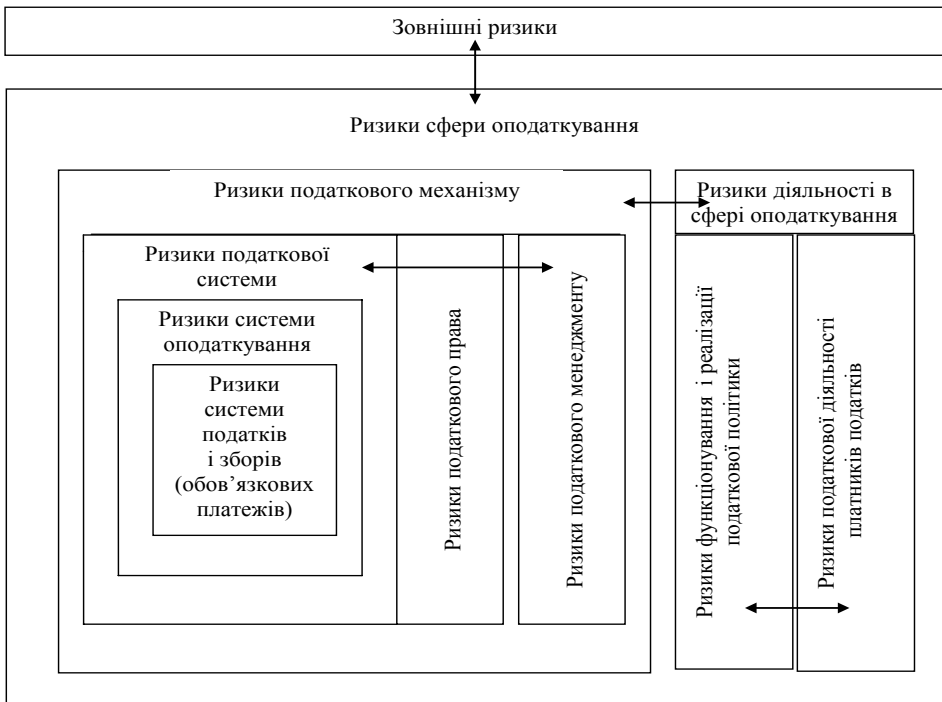 Зовнішні ризики
Ризики сфери оподаткування
Ризики податкового механізму
Ризики діяльності в
сфері оподаткування
Ризики податкової
системи
Ризики системи
оподаткування
Ризики
системи
податків
і зборів
(обов’язкових
платежів)
Ризики податкового права
Ризики податкового менеджменту
Ризики функціонування і реалізації
податкової політики
Ризики податкової діяльності
платників податків